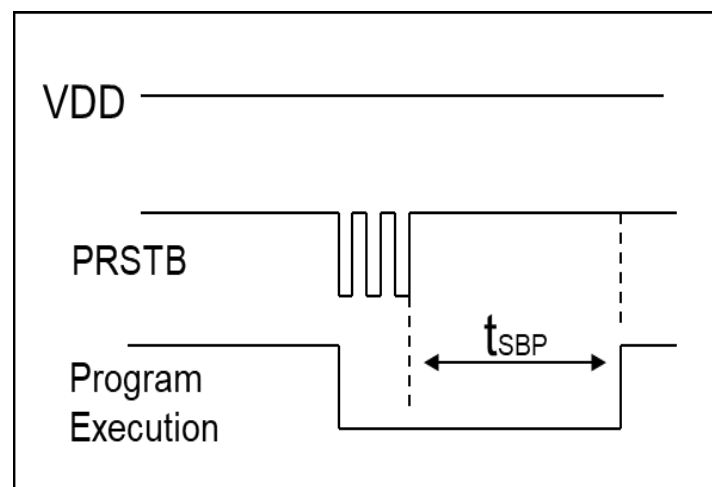 VDD
PRSTB
tSBP
Program
Execution